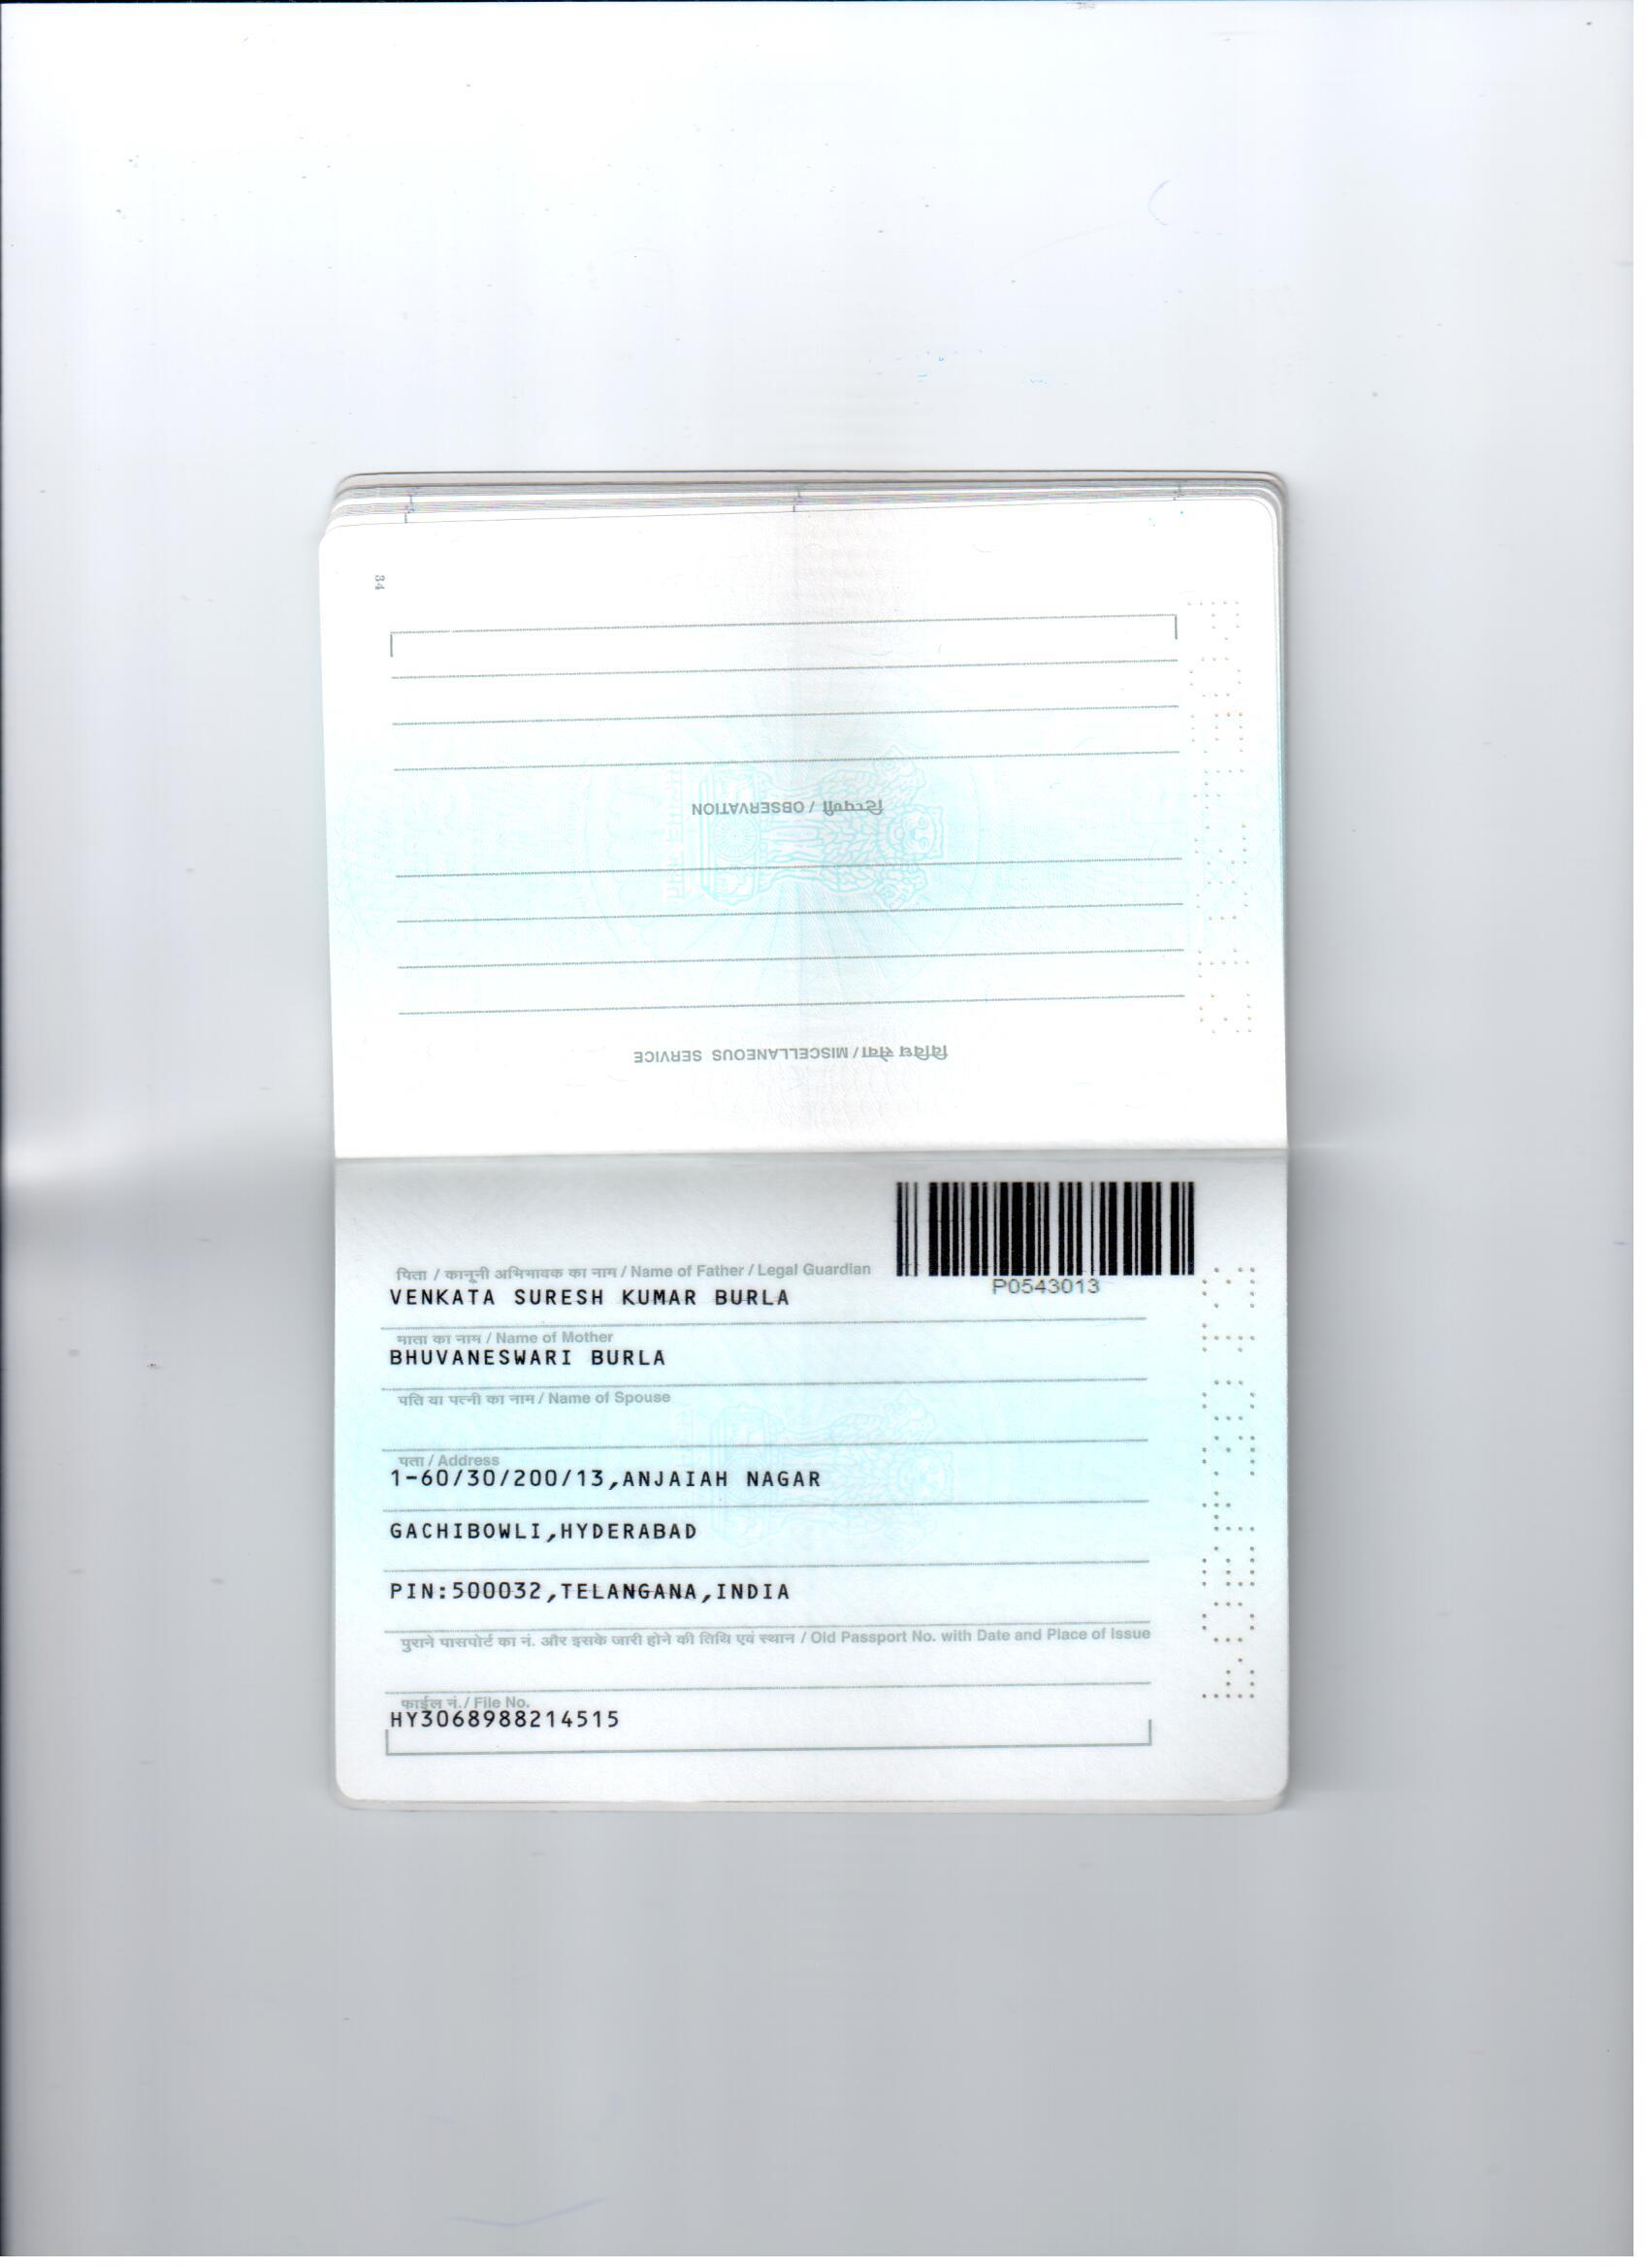 34
टिप्पणी / OBSERVATION
विविध सेवा / MISCELLANEOUS SERVICE
P0543013
पिता / कानूनी अभिभावक का नाम / Name of Father / Legal Guardian
VENKATA SURESH KUMAR BURLA
माता का नाम / Name of Mother
BHUVANESWARI BURLA
पति या पत्नी का नाम / Name of Spouse
पता / Address
1-60/30/200/13,ANJAIAH NAGAR
GACHIBOWLI,HYDERABAD
PIN:500032,TELANGANA,INDIA
पुराने पासपोर्ट का नं. और इसके जारी होने की तिथि एवं स्थान / Old Passport No. with Date and Place of Issue
फाईल नं./ File No.
HY3068988214515